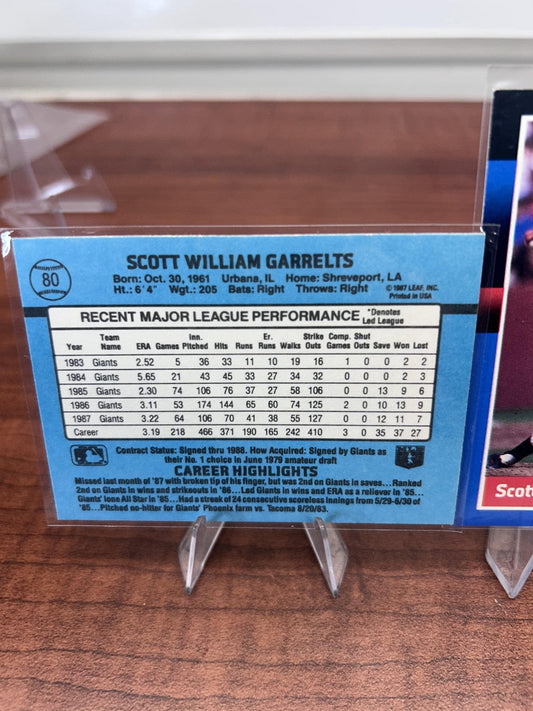 80
SCOTT WILLIAM GARRELTS
Born: Oct. 30, 1961 Urbana, IL Home: Shreveport, LA
Ht.: 6'4" Wgt.: 205 Bats: Right Throws: Right
© 1987 LEAF, INC.
Printed in USA
RECENT MAJOR LEAGUE PERFORMANCE *Denotes Led League
Year Team Name ERA Games Inn. Pitched Hits Runs Er. Runs Walks Strike Outs Comp. Games Shut Outs Save Won Lost
1983 Giants 2.52 5 36 33 11 10 19 16 1 0 0 2 2
1984 Giants 5.65 21 43 45 33 27 34 32 0 0 0 2 3
1985 Giants 2.30 74 106 76 37 27 58 106 0 0 13 9 6
1986 Giants 3.11 53 174 144 65 60 74 125 2 0 10 13 9
1987 Giants 3.22 64 106 70 41 38 55 127 0 0 12 11 7
Career 3.19 218 466 371 190 165 242 410 3 0 35 37 27
Contract Status: Signed thru 1988. How Acquired: Signed by Giants as
their No. 1 choice in June 1979 amateur draft
CAREER HIGHLIGHTS
Missed last month of '87 with broken tip of his finger, but was 2nd on Giants in saves...Ranked
2nd on Giants in wins and strikeouts in '86...Led Giants in wins and ERA as a reliever in '85...
Giants' lone All Star in '85...Had a streak of 24 consecutive scoreless innings from 5/29-6/30 of
'85...Pitched no-hitter for Giants' Phoenix farm vs. Tacoma 8/20/83.
Scot